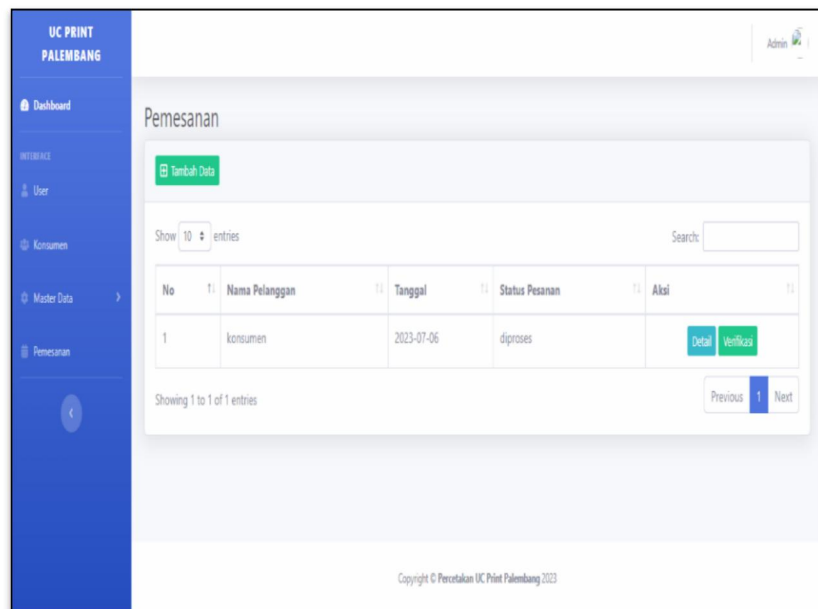 UC PRINT
PALEMBANG
Admin
Dashboard
INTERFACE
User
Konsumen
Master Data
Pemesanan
Pemesanan
Tambah Data
Show 10 entries
Search:
No Nama Pelanggan Tanggal Status Pesanan Aksi
1 konsumen 2023-07-06 diproses Detail Verifikasi
Showing 1 to 1 of 1 entries
Previous 1 Next
Copyright © Percetakan UC Print Palembang 2023